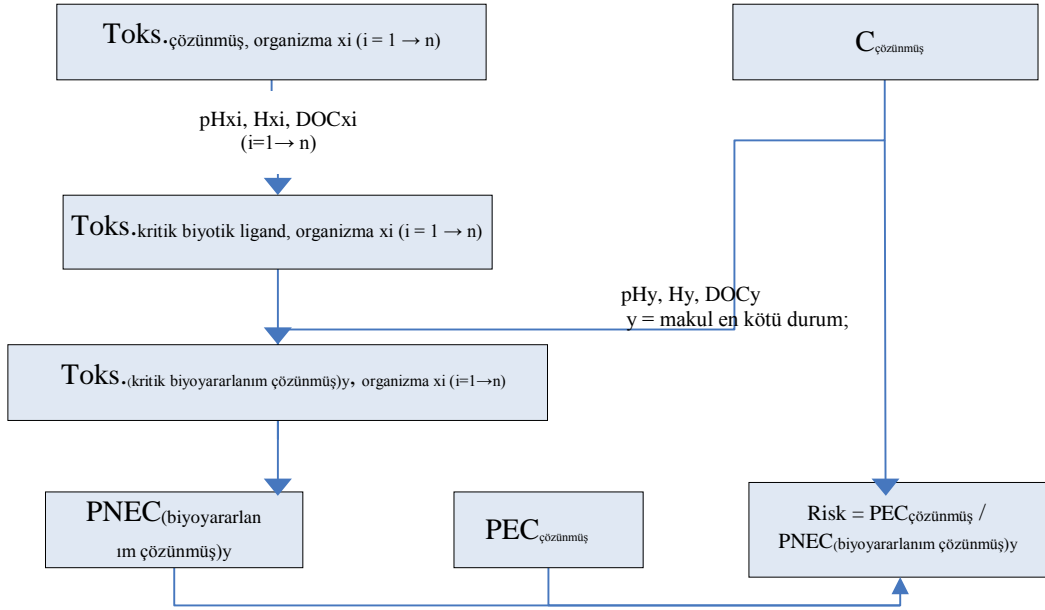 Toks.çözünmüş, organizma xi (i = 1 → n)
Cçözünmüş
pHxi, Hxi, DOCxi
(i=1→ n)
Toks.kritik biyotik ligand, organizma xi (i = 1 → n)
pHy, Hy, DOCy
y = makul en kötü durum;
Toks.(kritik biyoyararlanım çözünmüş)y, organizma xi (i=1→n)
PNEC(biyoyararlan
ım çözünmüş)y
PECçözünmüş
Risk = PECçözünmüş /
PNEC(biyoyararlanım çözünmüş)y